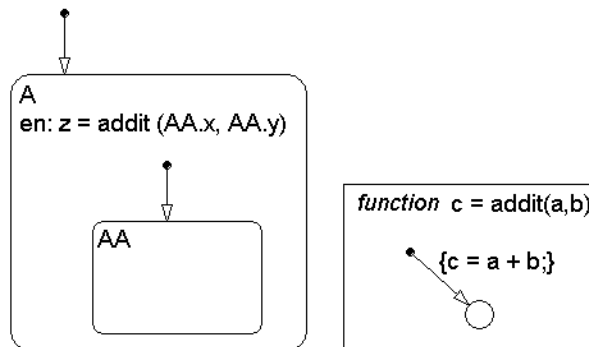 A
en: z = addit (AA.x, AA.y)
AA
function c = addit(a,b)
{c = a + b;}